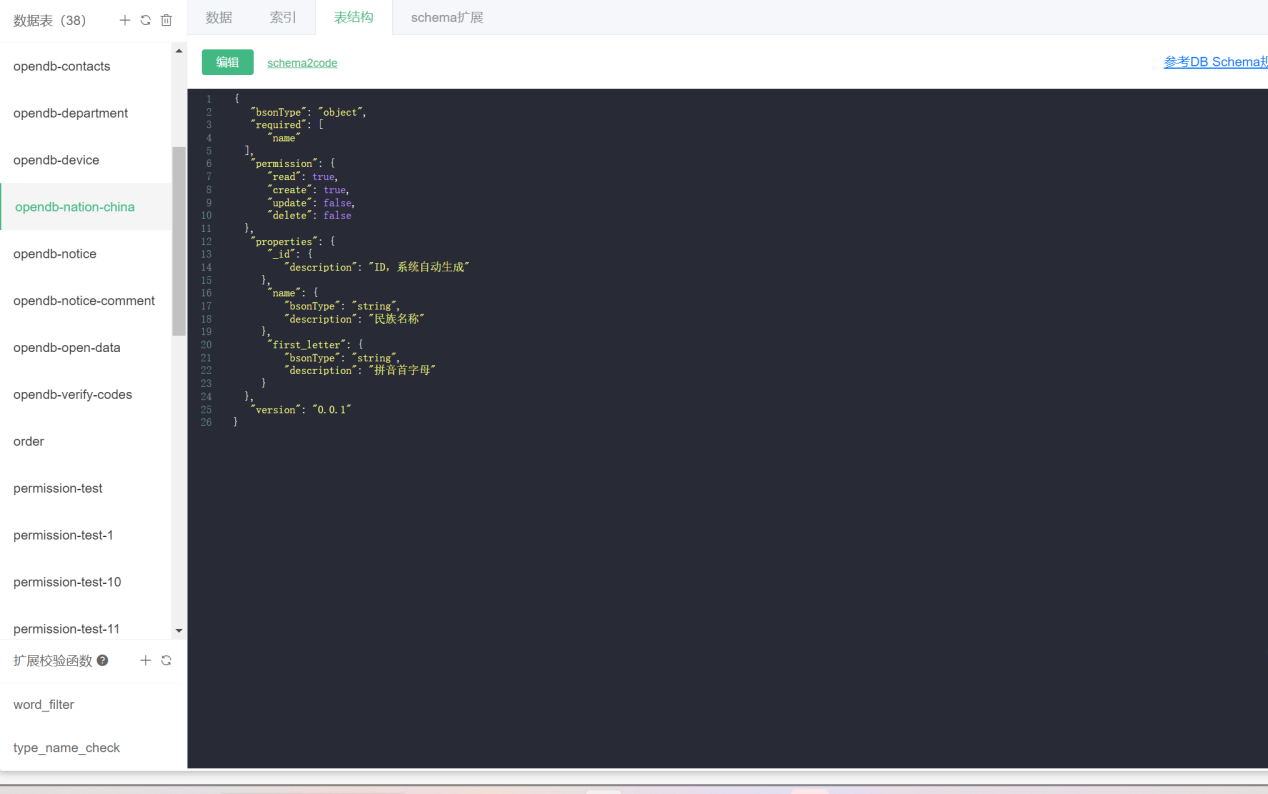 数据表（38）
数据 索引 表结构 schema扩展
编辑 schema2code 参考DB Schema规
opendb-contacts
opendb-department
opendb-device
opendb-nation-china
opendb-notice
opendb-notice-comment
opendb-open-data
opendb-verify-codes
order
permission-test
permission-test-1
permission-test-10
permission-test-11
扩展校验函数 ?
word_filter
type_name_check
1 {
2 "bsonType": "object",
3 "required": [
4 "name"
5 ],
6 "permission": {
7 "read": true,
8 "create": true,
9 "update": false,
10 "delete": false
11 },
12 "properties": {
13 "_id": {
14 "description": "ID，系统自动生成"
15 },
16 "name": {
17 "bsonType": "string",
18 "description": "民族名称"
19 },
20 "first_letter": {
21 "bsonType": "string",
22 "description": "拼音首字母"
23 }
24 },
25 "version": "0.0.1"
26 }